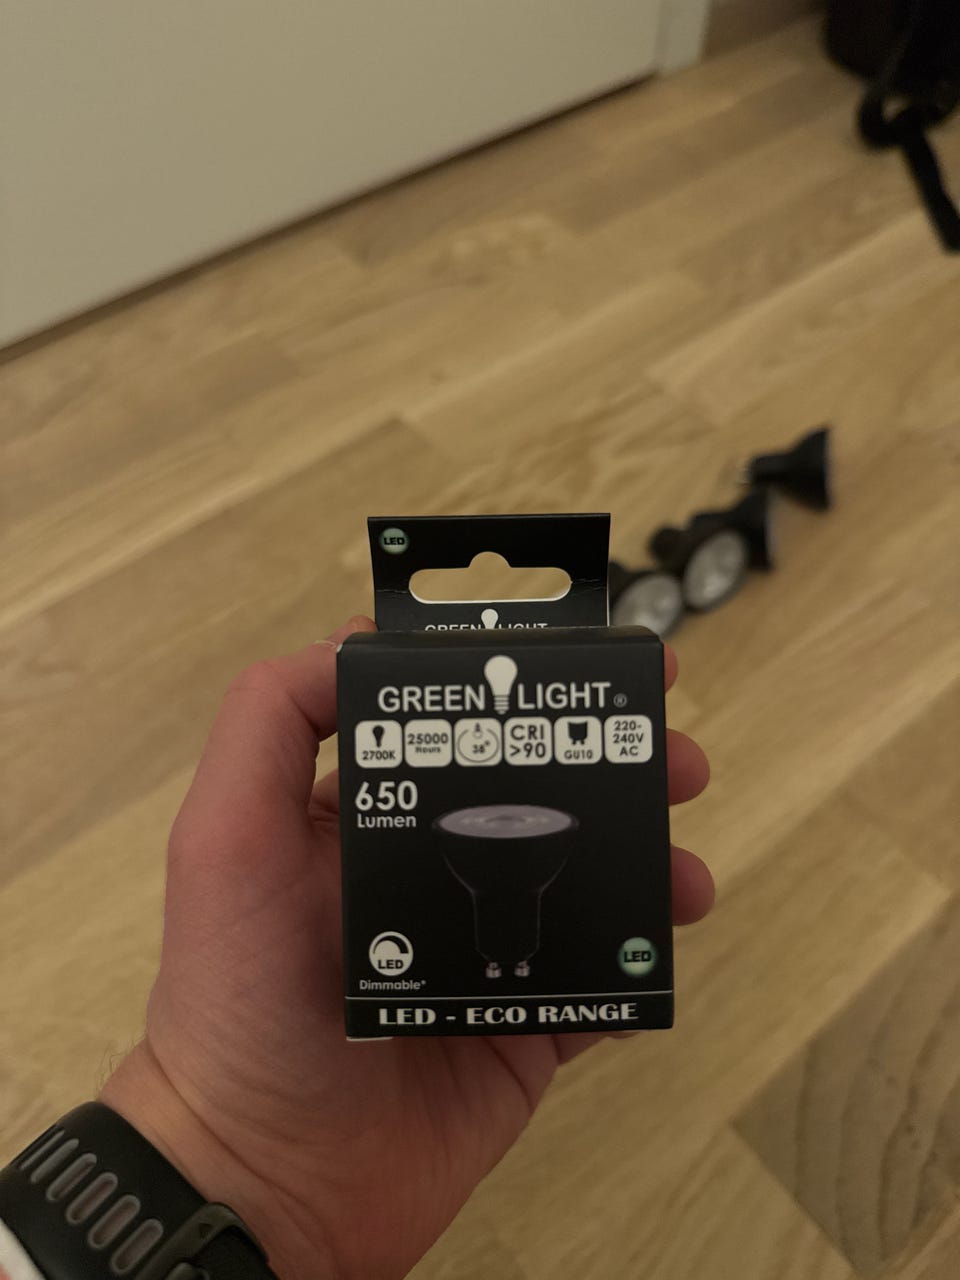 LED
GREEN LIGHT
GREEN LIGHT ®
2700K
25000
Hours
38°
CRI
>90
GU10
220-
240V
AC
650
Lumen
LED
Dimmable*
LED
LED - ECO RANGE